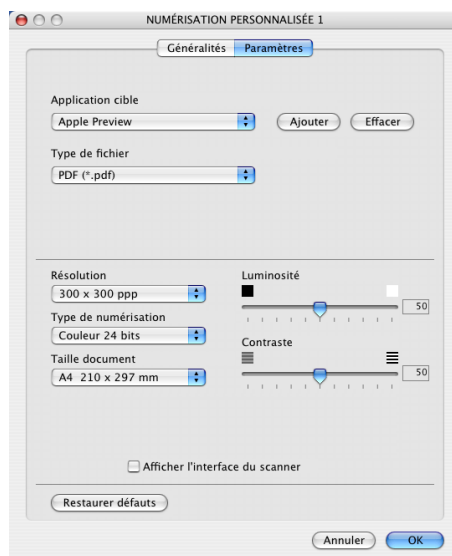 NUMÉRISATION PERSONNALISÉE 1
Généralités Paramètres
Application cible
Apple Preview Ajouter Effacer
Type de fichier
PDF (*.pdf)
Résolution Luminosité
300 x 300 ppp 50
Type de numérisation
Couleur 24 bits Contraste
Taille document
A4 210 x 297 mm 50
Afficher l'interface du scanner
Restaurer défauts
Annuler OK